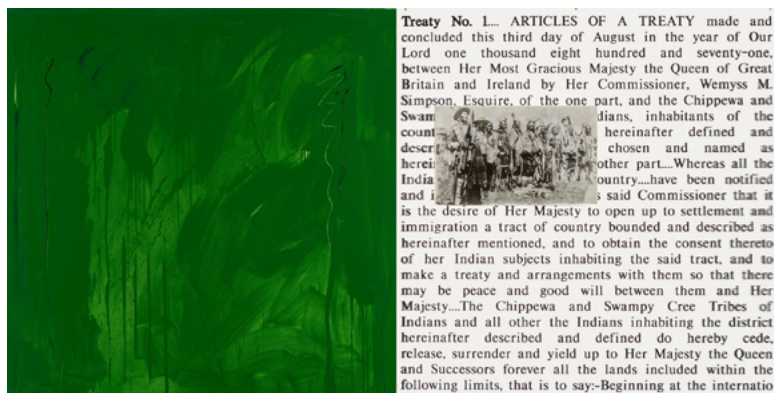 Treaty No. 1... ARTICLES OF A TREATY made and
concluded this third day of August in the year of Our
Lord one thousand eight hundred and seventy-one,
between Her Most Gracious Majesty the Queen of Great
Britain and Ireland by Her Commissioner, Wemyss M.
Simpson, Esquire, of the one part, and the Chippewa and
Swam dians, inhabitants of the
count hereinafter defined and
descr chosen and named as
herei other part....Whereas all the
India ountry....have been notified
and i s said Commissioner that it
is the desire of Her Majesty to open up to settlement and
immigration a tract of country bounded and described as
hereinafter mentioned, and to obtain the consent thereto
of her Indian subjects inhabiting the said tract, and to
make a treaty and arrangements with them so that there
may be peace and good will between them and Her
Majesty....The Chippewa and Swampy Cree Tribes of
Indians and all other the Indians inhabiting the district
hereinafter described and defined do hereby cede,
release, surrender and yield up to Her Majesty the Queen
and Successors forever all the lands included within the
following limits, that is to say:-Beginning at the internatio